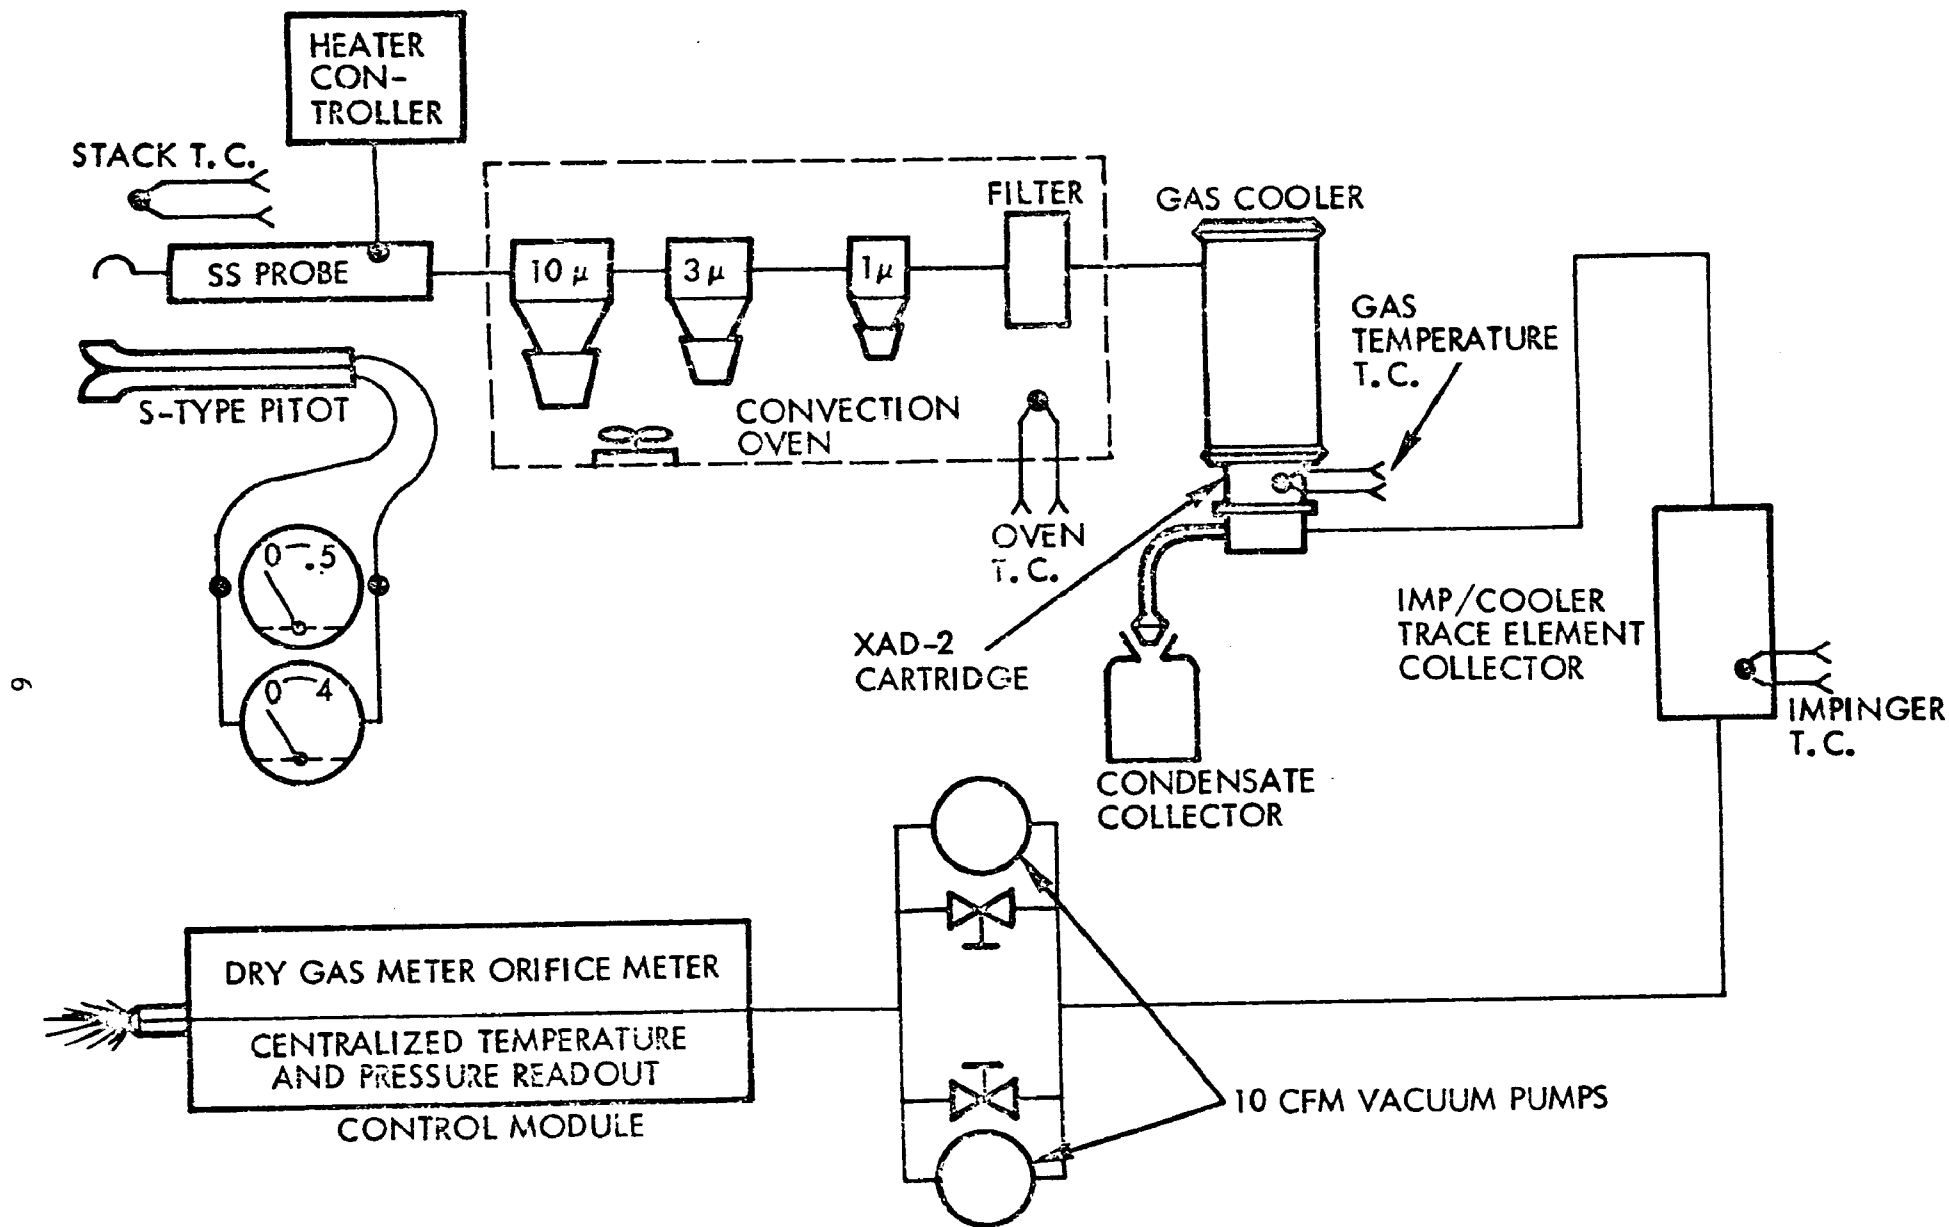 HEATER
CON-
TROLLER
STACK T. C.
SS PROBE
10 μ
3 μ
1 μ
FILTER
GAS COOLER
S-TYPE PITOT
CONVECTION
OVEN
OVEN
T. C.
GAS
TEMPERATURE
T. C.
0 .5
0 4
XAD-2
CARTRIDGE
CONDENSATE
COLLECTOR
IMP/COOLER
TRACE ELEMENT
COLLECTOR
IMPINGER
T. C.
DRY GAS METER ORIFICE METER
CENTRALIZED TEMPERATURE
AND PRESSURE READOUT
CONTROL MODULE
10 CFM VACUUM PUMPS